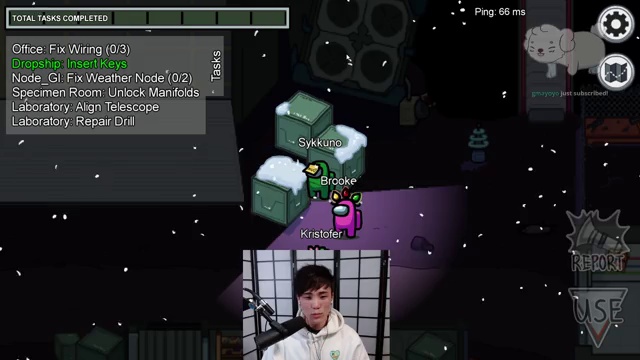 TOTAL TASKS COMPLETED
Ping: 66 ms
Office: Fix Wiring (0/3)
Dropship: Insert Keys
Node_GI: Fix Weather Node (0/2)
Specimen Room: Unlock Manifolds
Laboratory: Align Telescope
Laboratory: Repair Drill
Tasks
just subscribed!
Sykkuno
Brooke
Kristofer
REPORT
USE